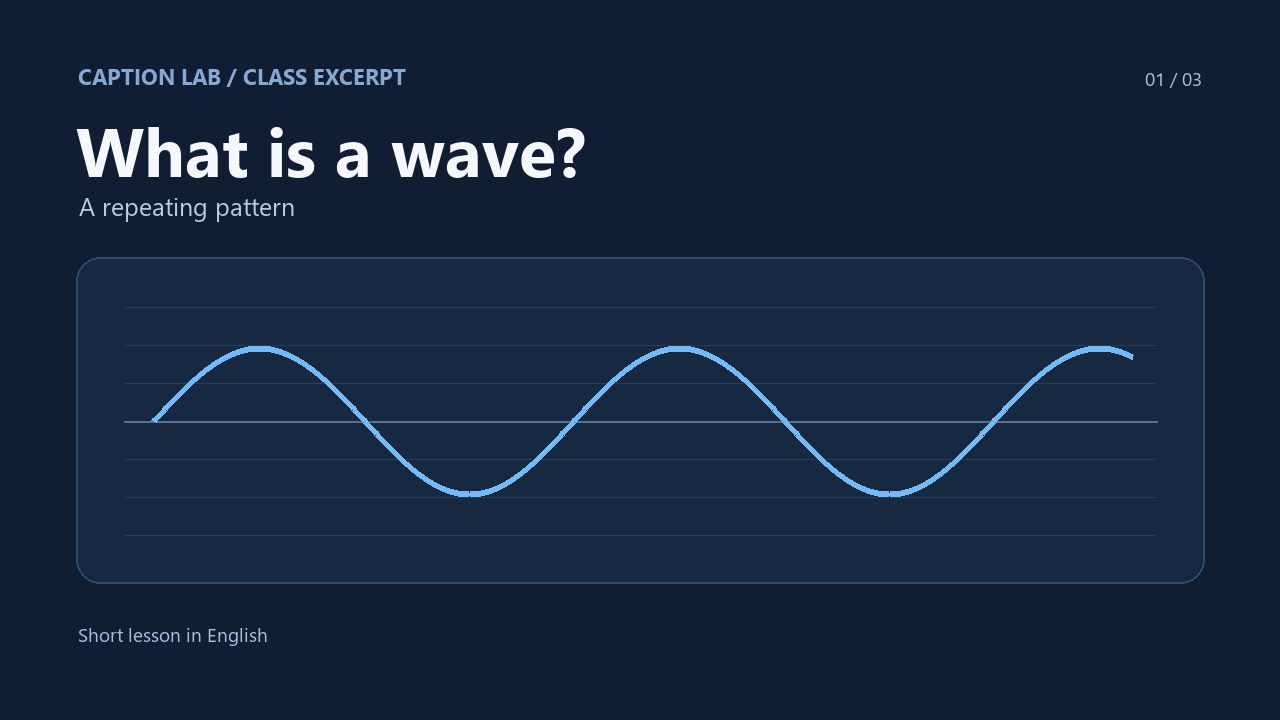 CAPTION LAB / CLASS EXCERPT
01 / 03
What is a wave?
A repeating pattern
Short lesson in English